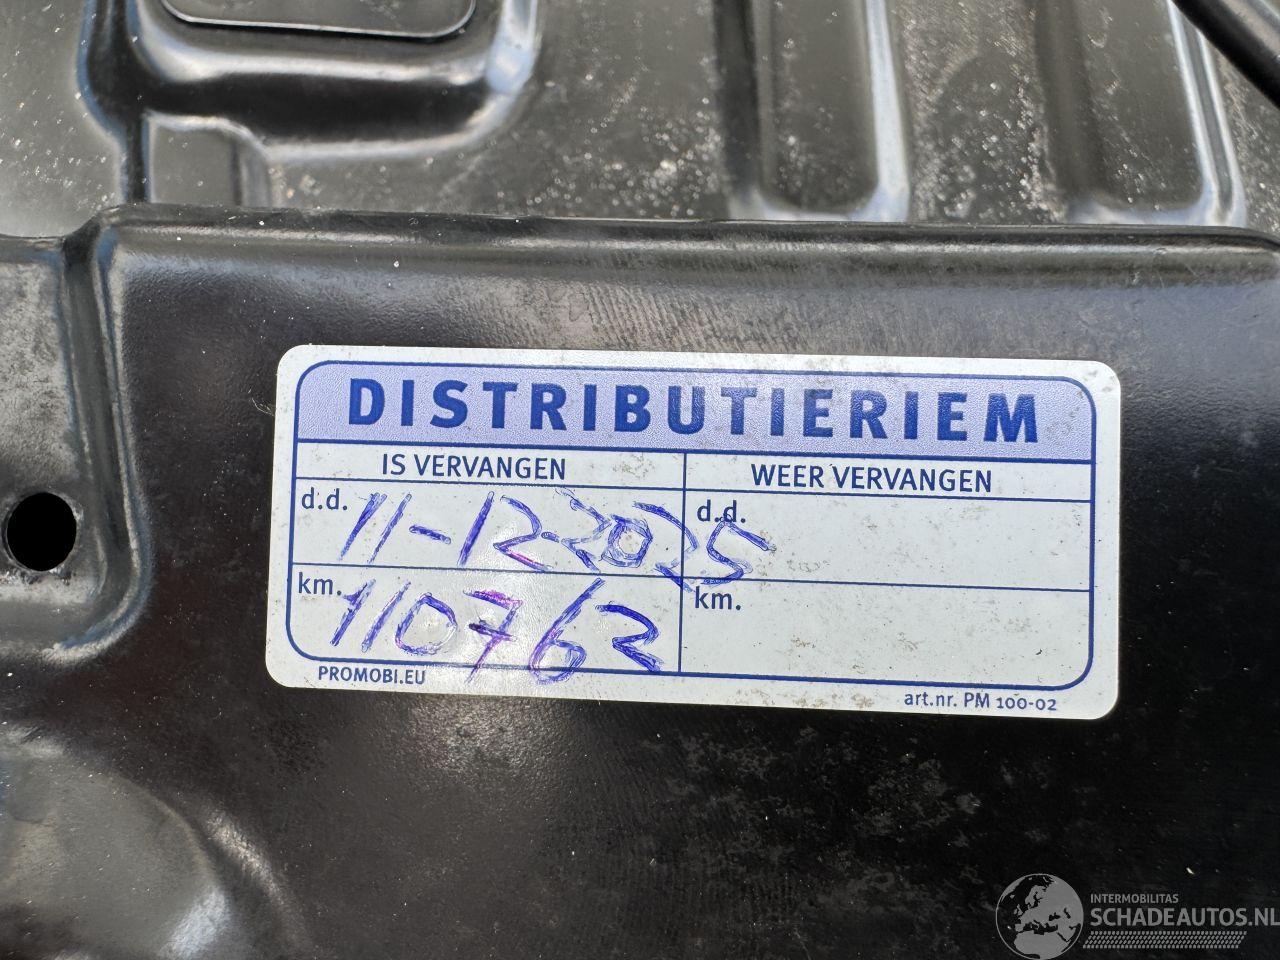 DISTRIBUTIERIEM
IS VERVANGEN
WEER VERVANGEN
d.d. 11-12-2025
d.d.
km. 110762
km.
PROMOBI.EU
art.nr. PM 100-02
INTERMOBILITAS
SCHADEAUTOS.NL